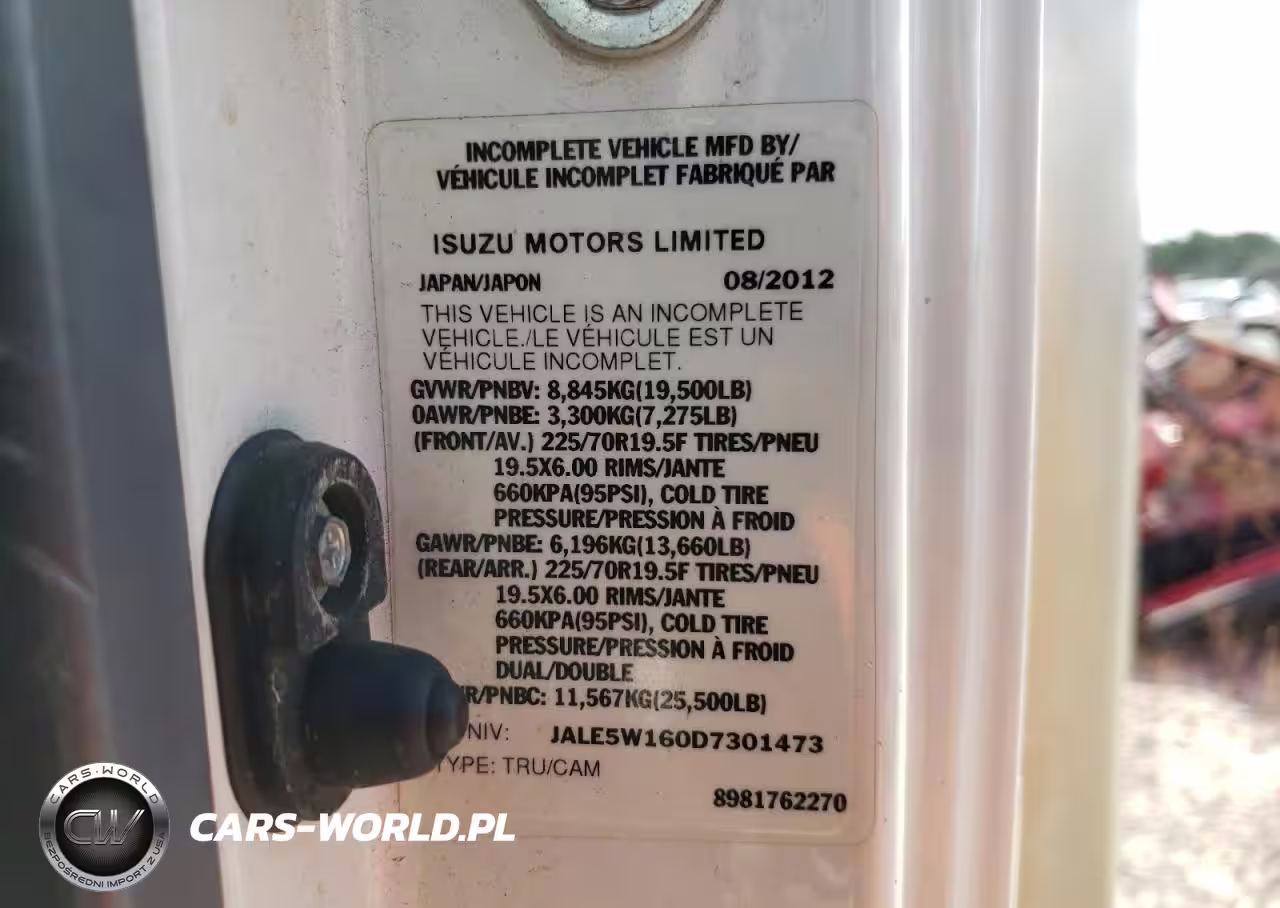 INCOMPLETE VEHICLE MFD BY/
VÉHICULE INCOMPLET FABRIQUÉ PAR
ISUZU MOTORS LIMITED
JAPAN/JAPON 08/2012
THIS VEHICLE IS AN INCOMPLETE
VEHICLE./LE VÉHICULE EST UN
VÉHICULE INCOMPLET.
GVWR/PNBV: 8,845KG(19,500LB)
0AWR/PNBE: 3,300KG(7,275LB)
(FRONT/AV.) 225/70R19.5F TIRES/PNEU
19.5X6.00 RIMS/JANTE
660KPA(95PSI), COLD TIRE
PRESSURE/PRESSION À FROID
GAWR/PNBE: 6,196KG(13,660LB)
(REAR/ARR.) 225/70R19.5F TIRES/PNEU
19.5X6.00 RIMS/JANTE
660KPA(95PSI), COLD TIRE
PRESSURE/PRESSION À FROID
DUAL/DOUBLE
R/PNBC: 11,567KG(25,500LB)
NIV: JALE5W160D7301473
TYPE: TRU/CAM
8981762270
CARS-WORLD
CW
BEZPOŚREDNI IMPORT Z USA
CARS-WORLD.PL